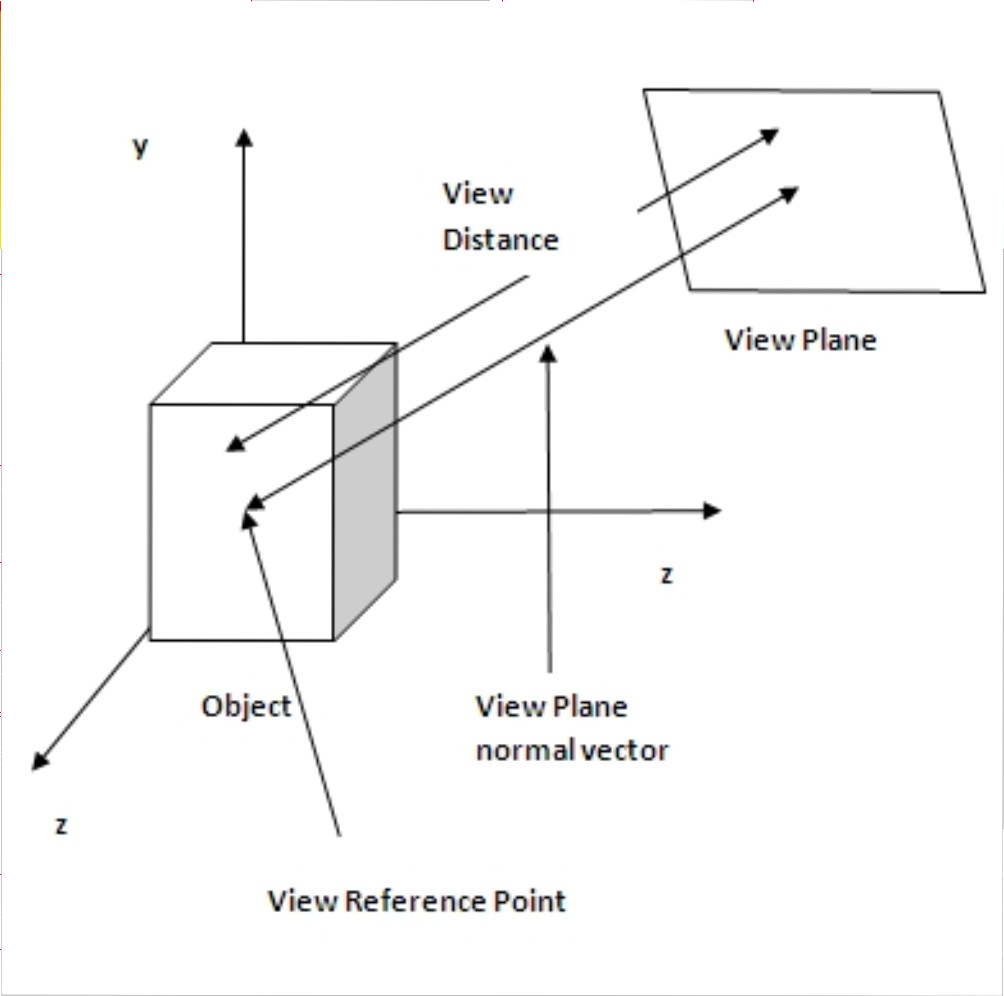 y
View
Distance
View Plane
z
Object
View Plane
normal vector
z
View Reference Point